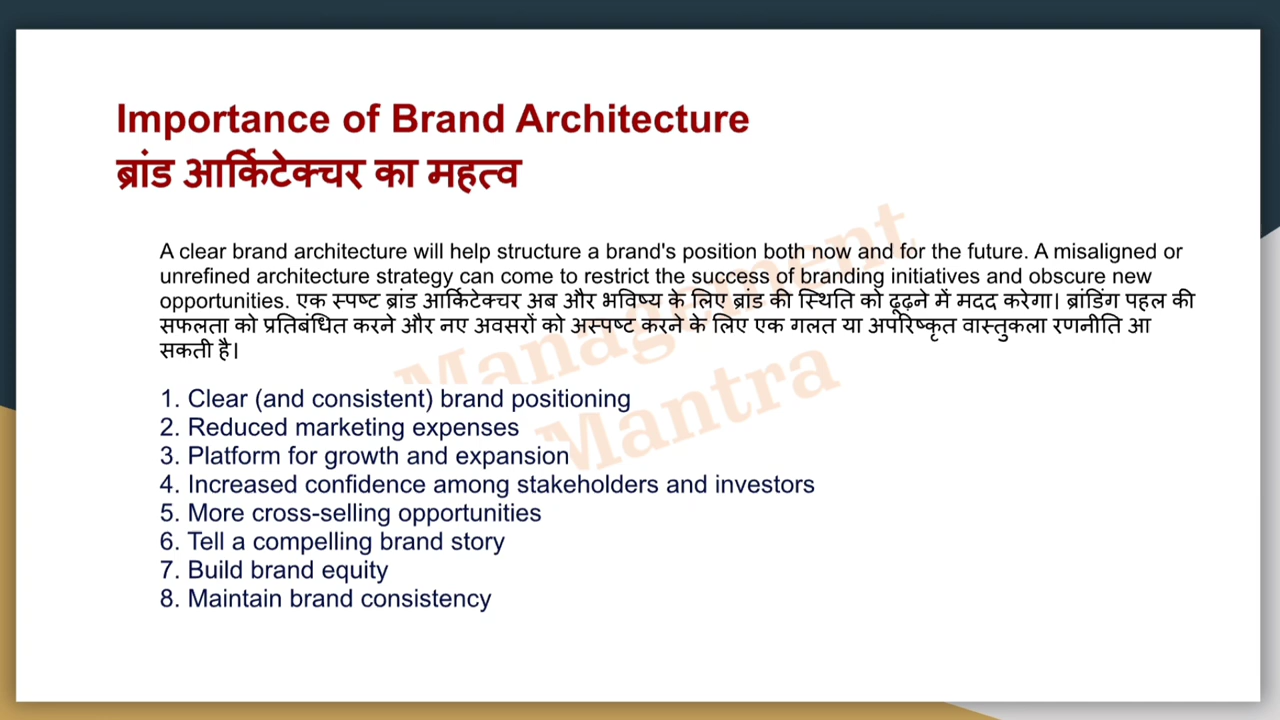 Importance of Brand Architecture
ब्रांड आर्किटेक्चर का महत्व
A clear brand architecture will help structure a brand's position both now and for the future. A misaligned or
unrefined architecture strategy can come to restrict the success of branding initiatives and obscure new
opportunities. एक स्पष्ट ब्रांड आर्किटेक्चर अब और भविष्य के लिए ब्रांड की स्थिति को ढूढ़ने में मदद करेगा। ब्रांडिंग पहल की
सफलता को प्रतिबंधित करने और नए अवसरों को अस्पष्ट करने के लिए एक गलत या अपरिष्कृत वास्तुकला रणनीति आ
सकती है।
Management
Mantra
1. Clear (and consistent) brand positioning
2. Reduced marketing expenses
3. Platform for growth and expansion
4. Increased confidence among stakeholders and investors
5. More cross-selling opportunities
6. Tell a compelling brand story
7. Build brand equity
8. Maintain brand consistency